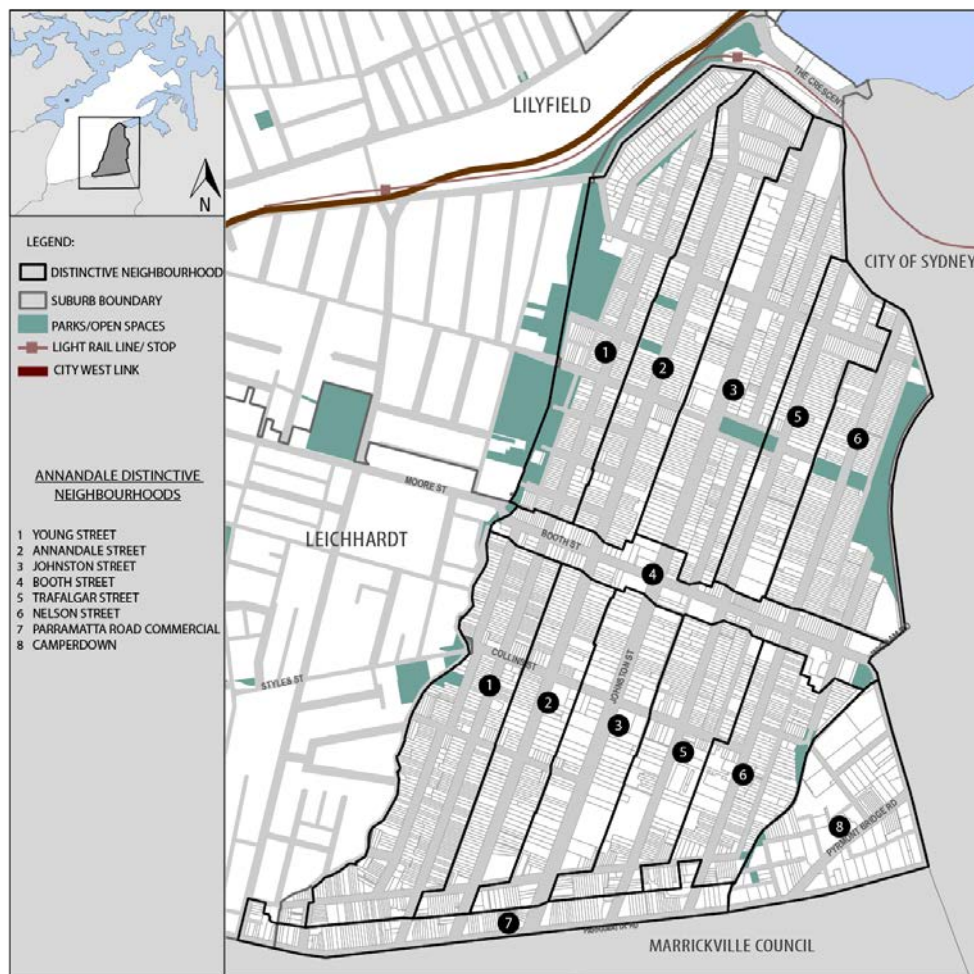 N
LEGEND:
DISTINCTIVE NEIGHBOURHOOD
SUBURB BOUNDARY
PARKS/OPEN SPACES
LIGHT RAIL LINE/ STOP
CITY WEST LINK
ANNANDALE DISTINCTIVE
NEIGHBOURHOODS
1 YOUNG STREET
2 ANNANDALE STREET
3 JOHNSTON STREET
4 BOOTH STREET
5 TRAFALGAR STREET
6 NELSON STREET
7 PARRAMATTA ROAD COMMERCIAL
8 CAMPERDOWN
LILYFIELD
THE CRESCENT
CITY OF SYDNEY
1
2
3
5
6
MOORE ST
LEICHHARDT
BOOTH ST
4
COLLINS ST
JOHNSTON ST
STYLES ST
1
2
3
5
6
8
PYRMONT BRIDGE RD
7
MARRICKVILLE COUNCIL